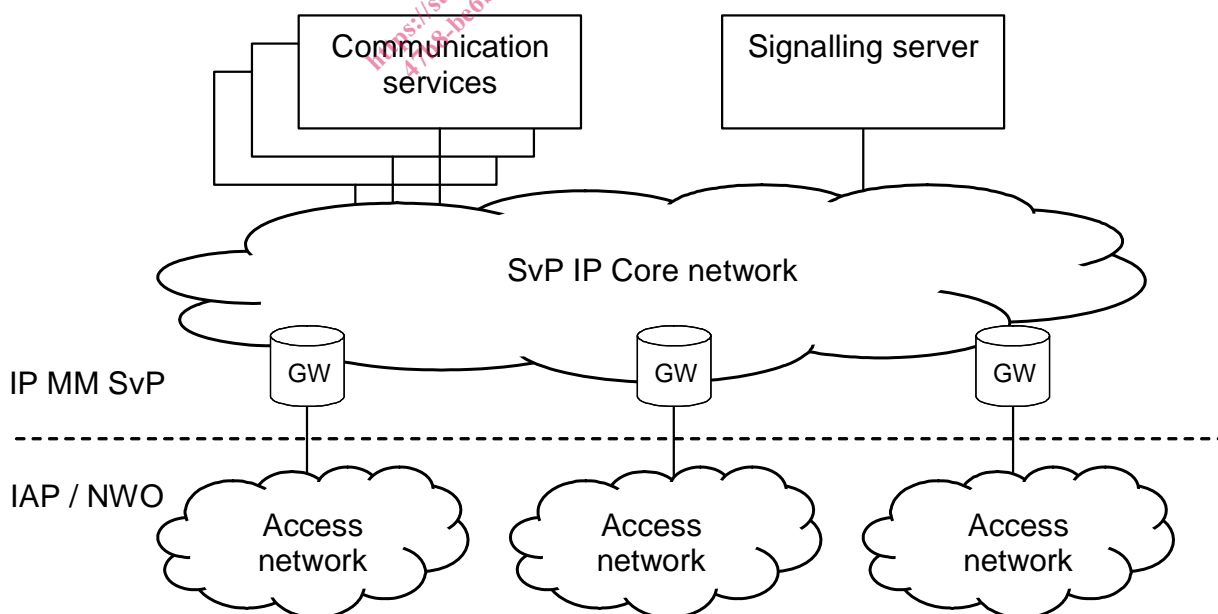 Communication
services
Signalling server
SvP IP Core network
GW
GW
GW
IP MM SvP
IAP / NWO
Access
network
Access
network
Access
network